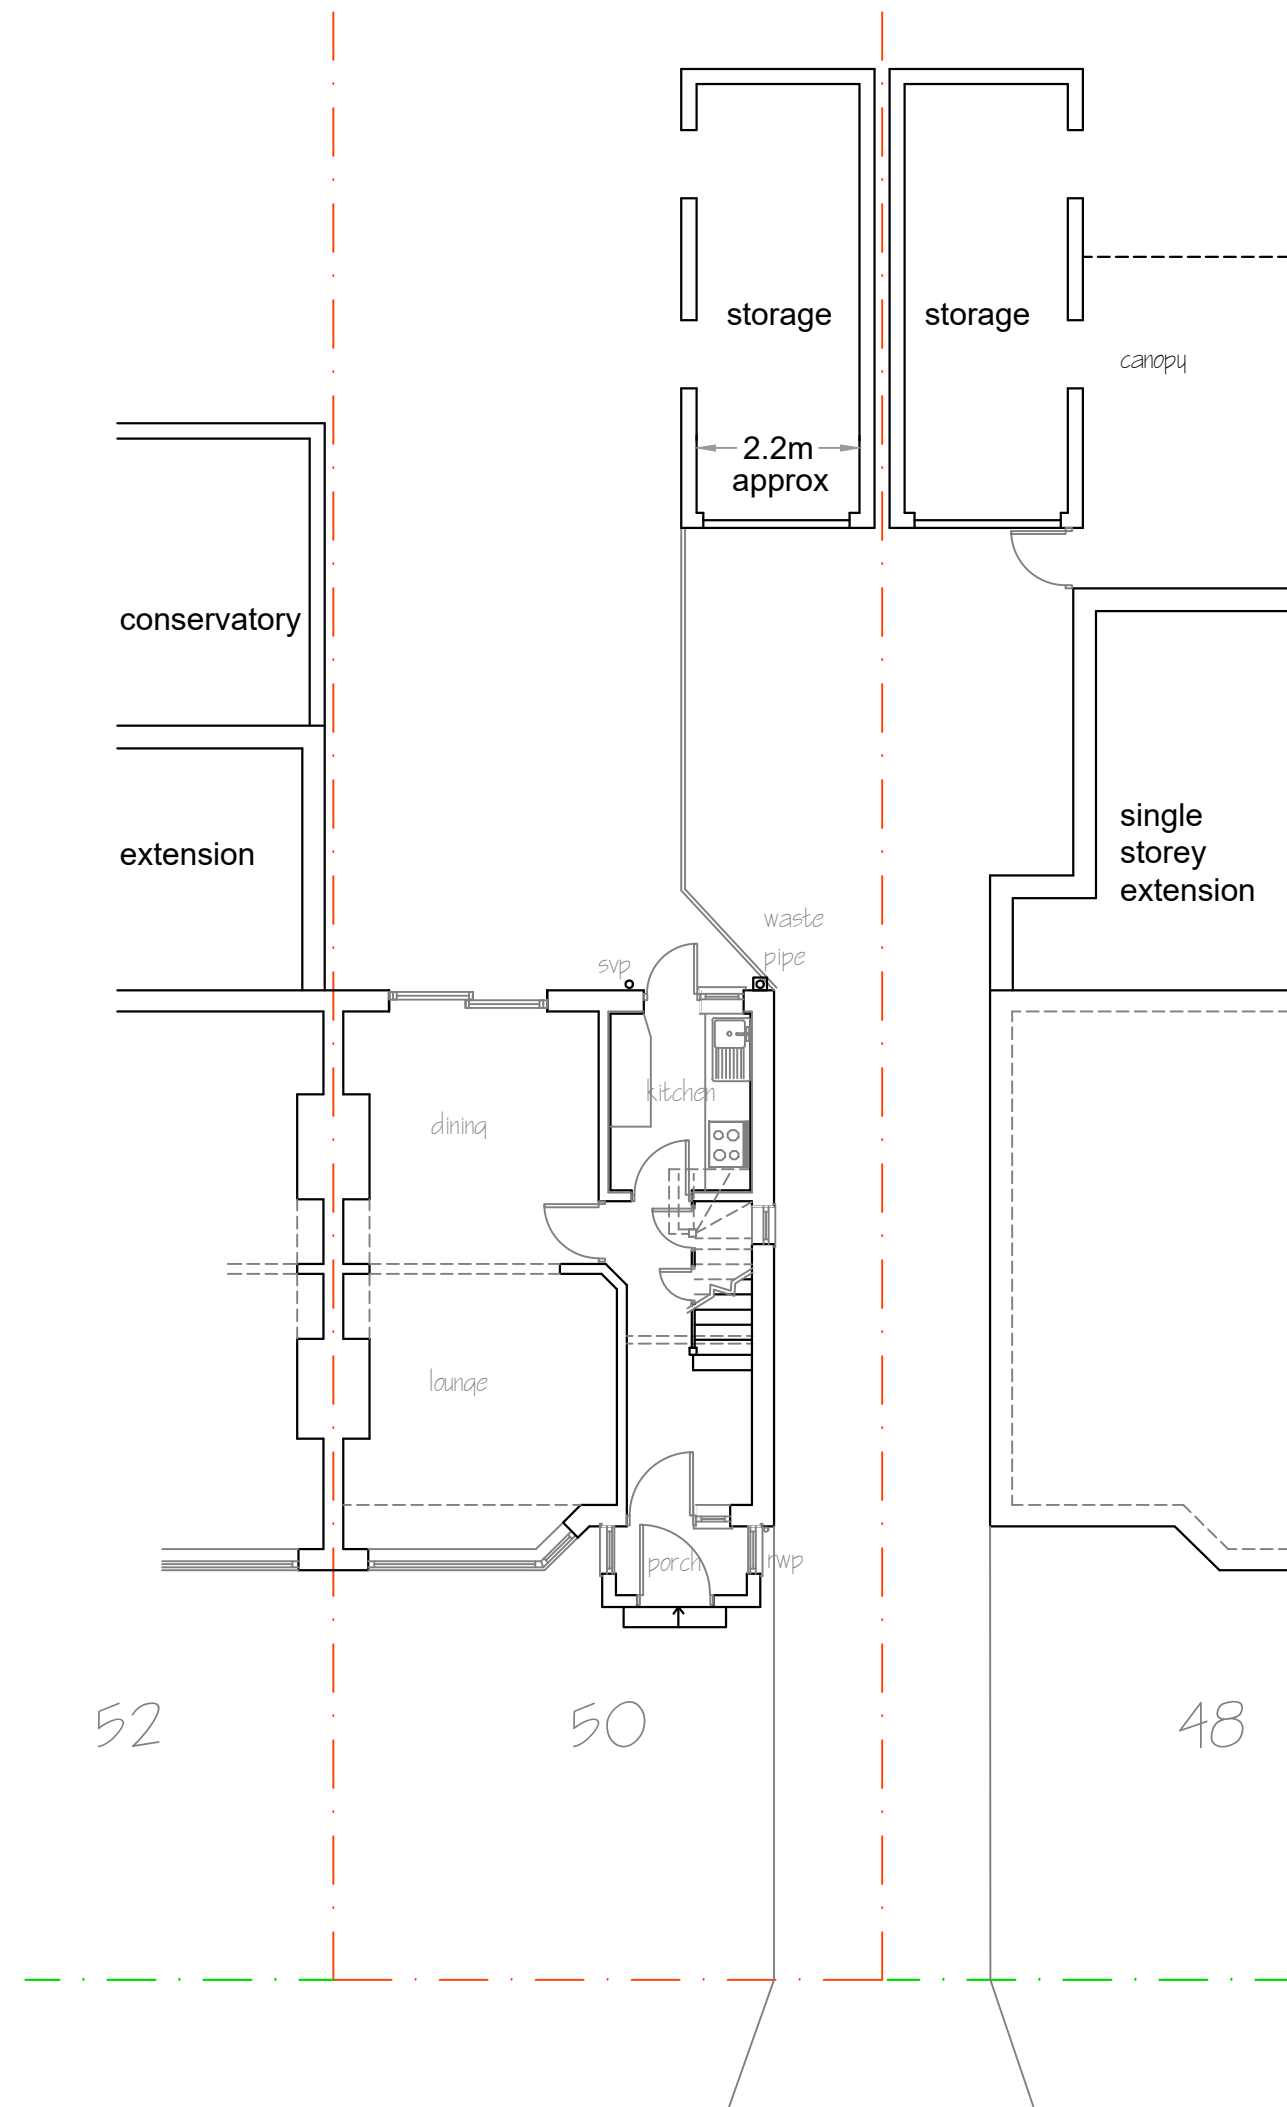 storage
storage
canopy
2.2m
approx
conservatory
single
storey
extension
extension
waste
pipe
svp
kitchen
dining
lounge
porch
rwp
52
50
48